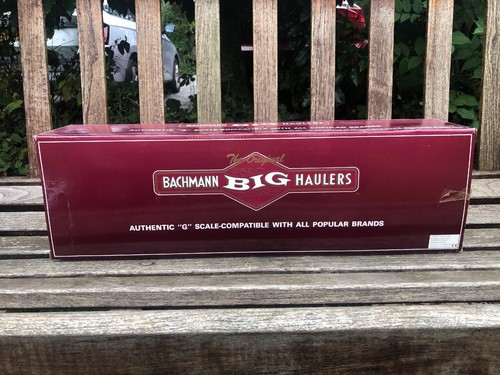 The Original
BACHMANN BIG HAULERS
AUTHENTIC "G" SCALE-COMPATIBLE WITH ALL POPULAR BRANDS